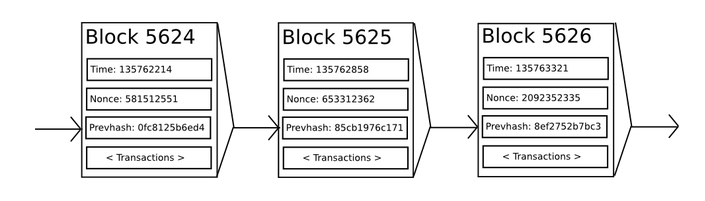 Block 5624
Time: 135762214
Nonce: 581512551
Prevhash: 0fc8125b6ed4
< Transactions >
Block 5625
Time: 135762858
Nonce: 653312362
Prevhash: 85cb1976c171
< Transactions >
Block 5626
Time: 135763321
Nonce: 2092352335
Prevhash: 8ef2752b7bc3
< Transactions >